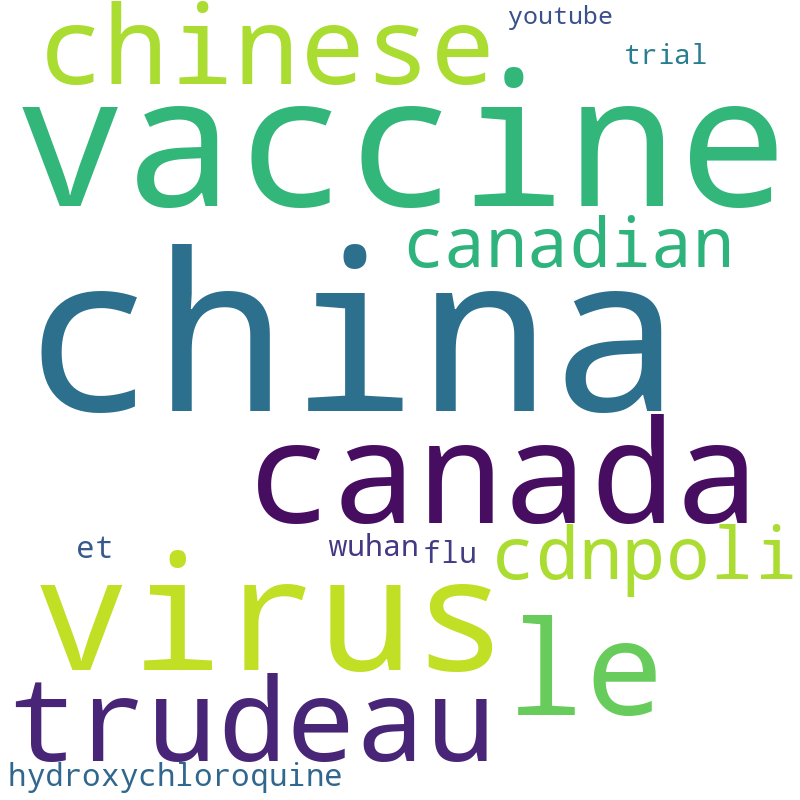 youtube
chinese
trial
vaccine
canadian
china
canada
et
wuhan
flu
cdnpoli
virus
le
trudeau
hydroxychloroquine